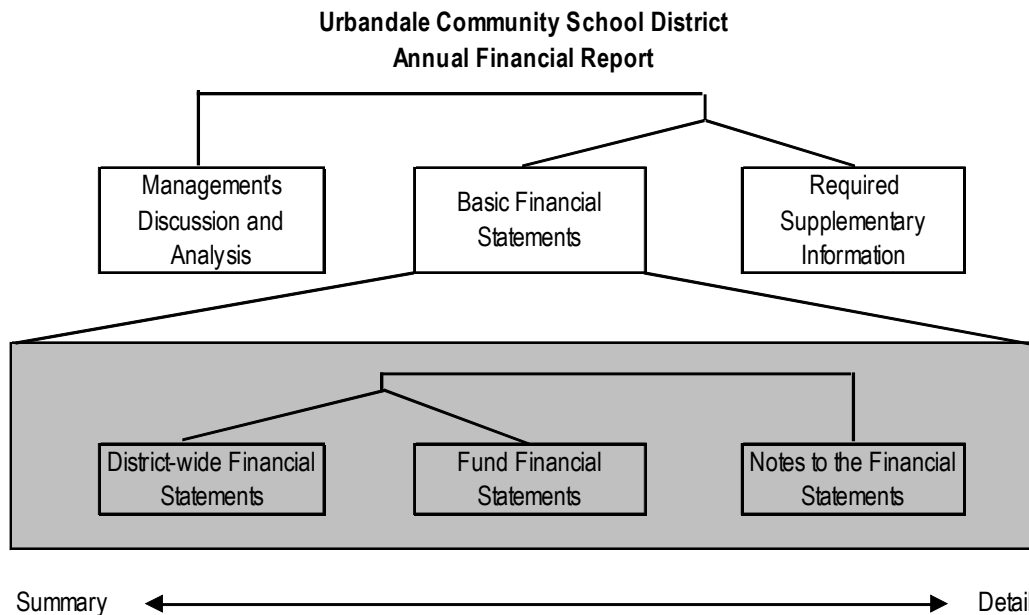 Urbandale Community School District
Annual Financial Report
Management's
Discussion and
Analysis
Basic Financial
Statements
Required
Supplementary
Information
District-wide Financial
Statements
Fund Financial
Statements
Notes to the Financial
Statements
Summary
Detai